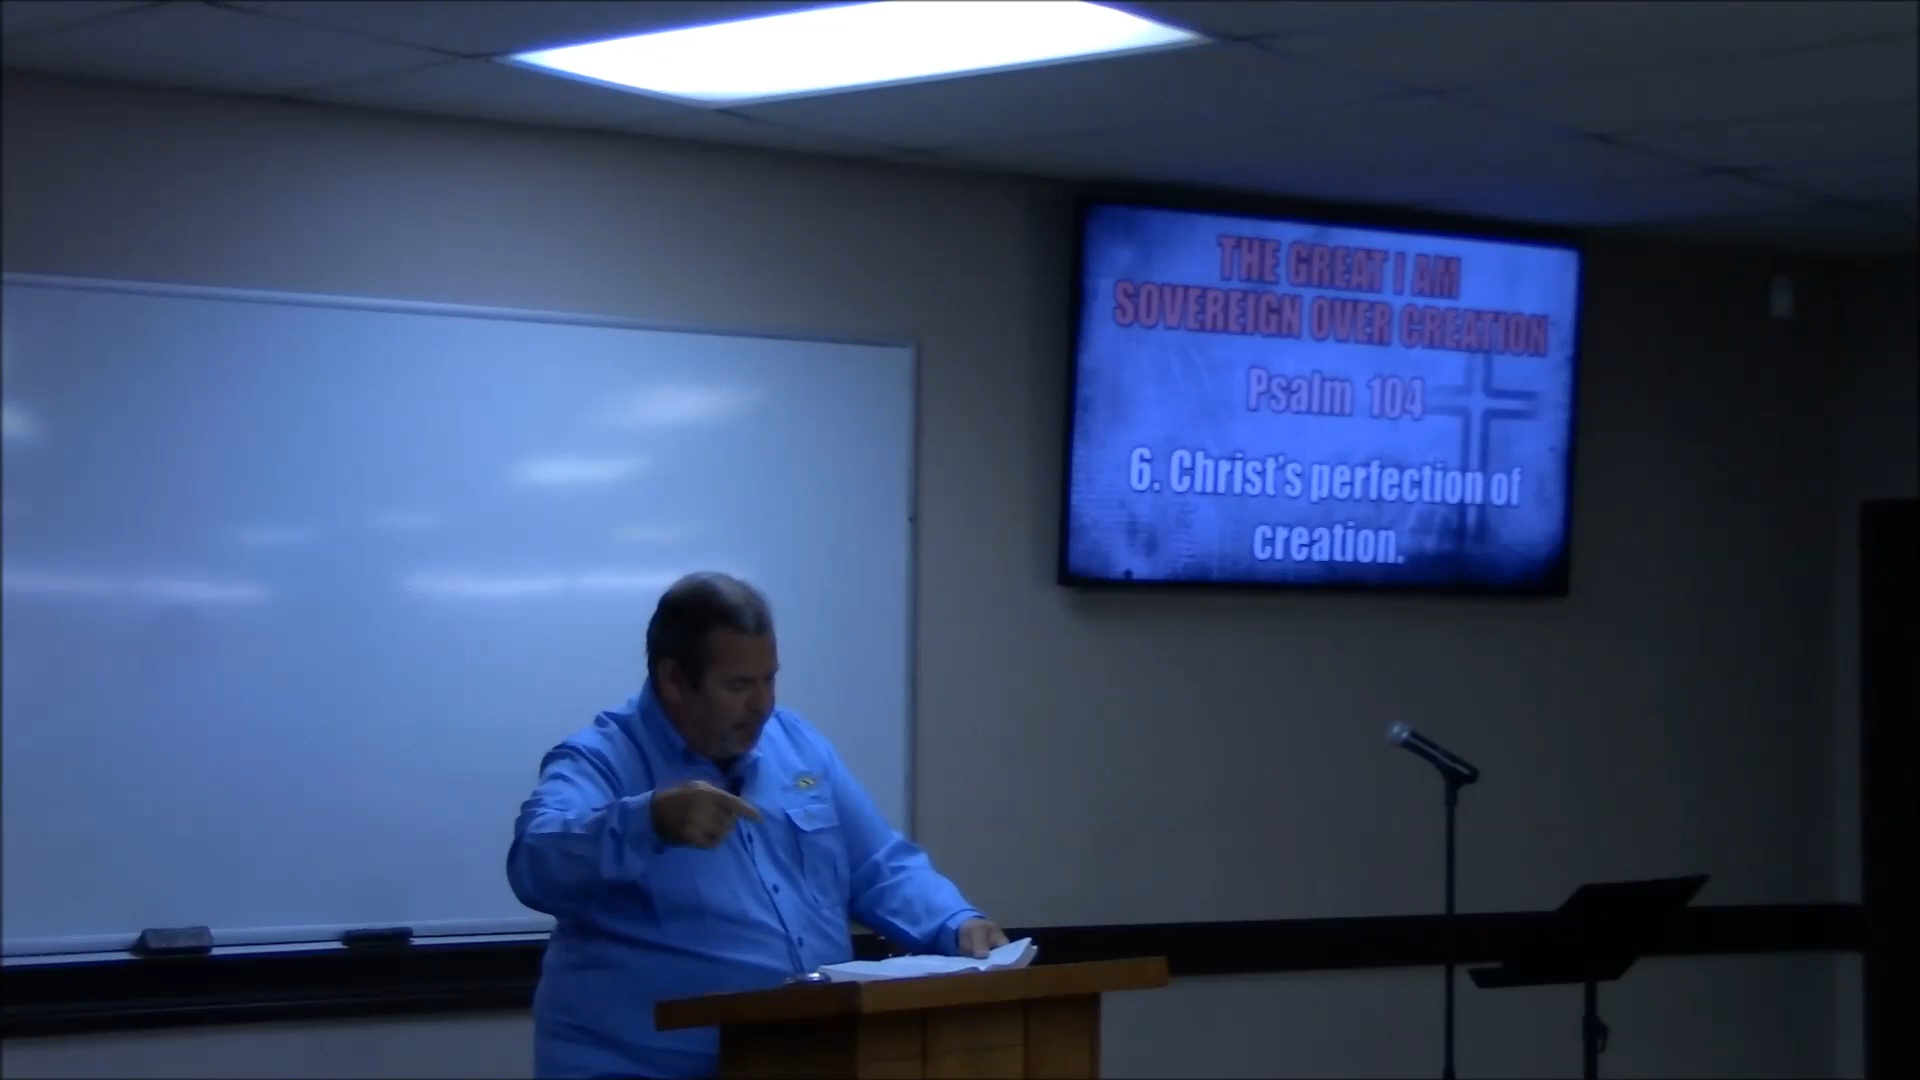 THE GREAT I AM
SOVEREIGN OVER CREATION
Psalm 104
6. Christ's perfection of
creation.